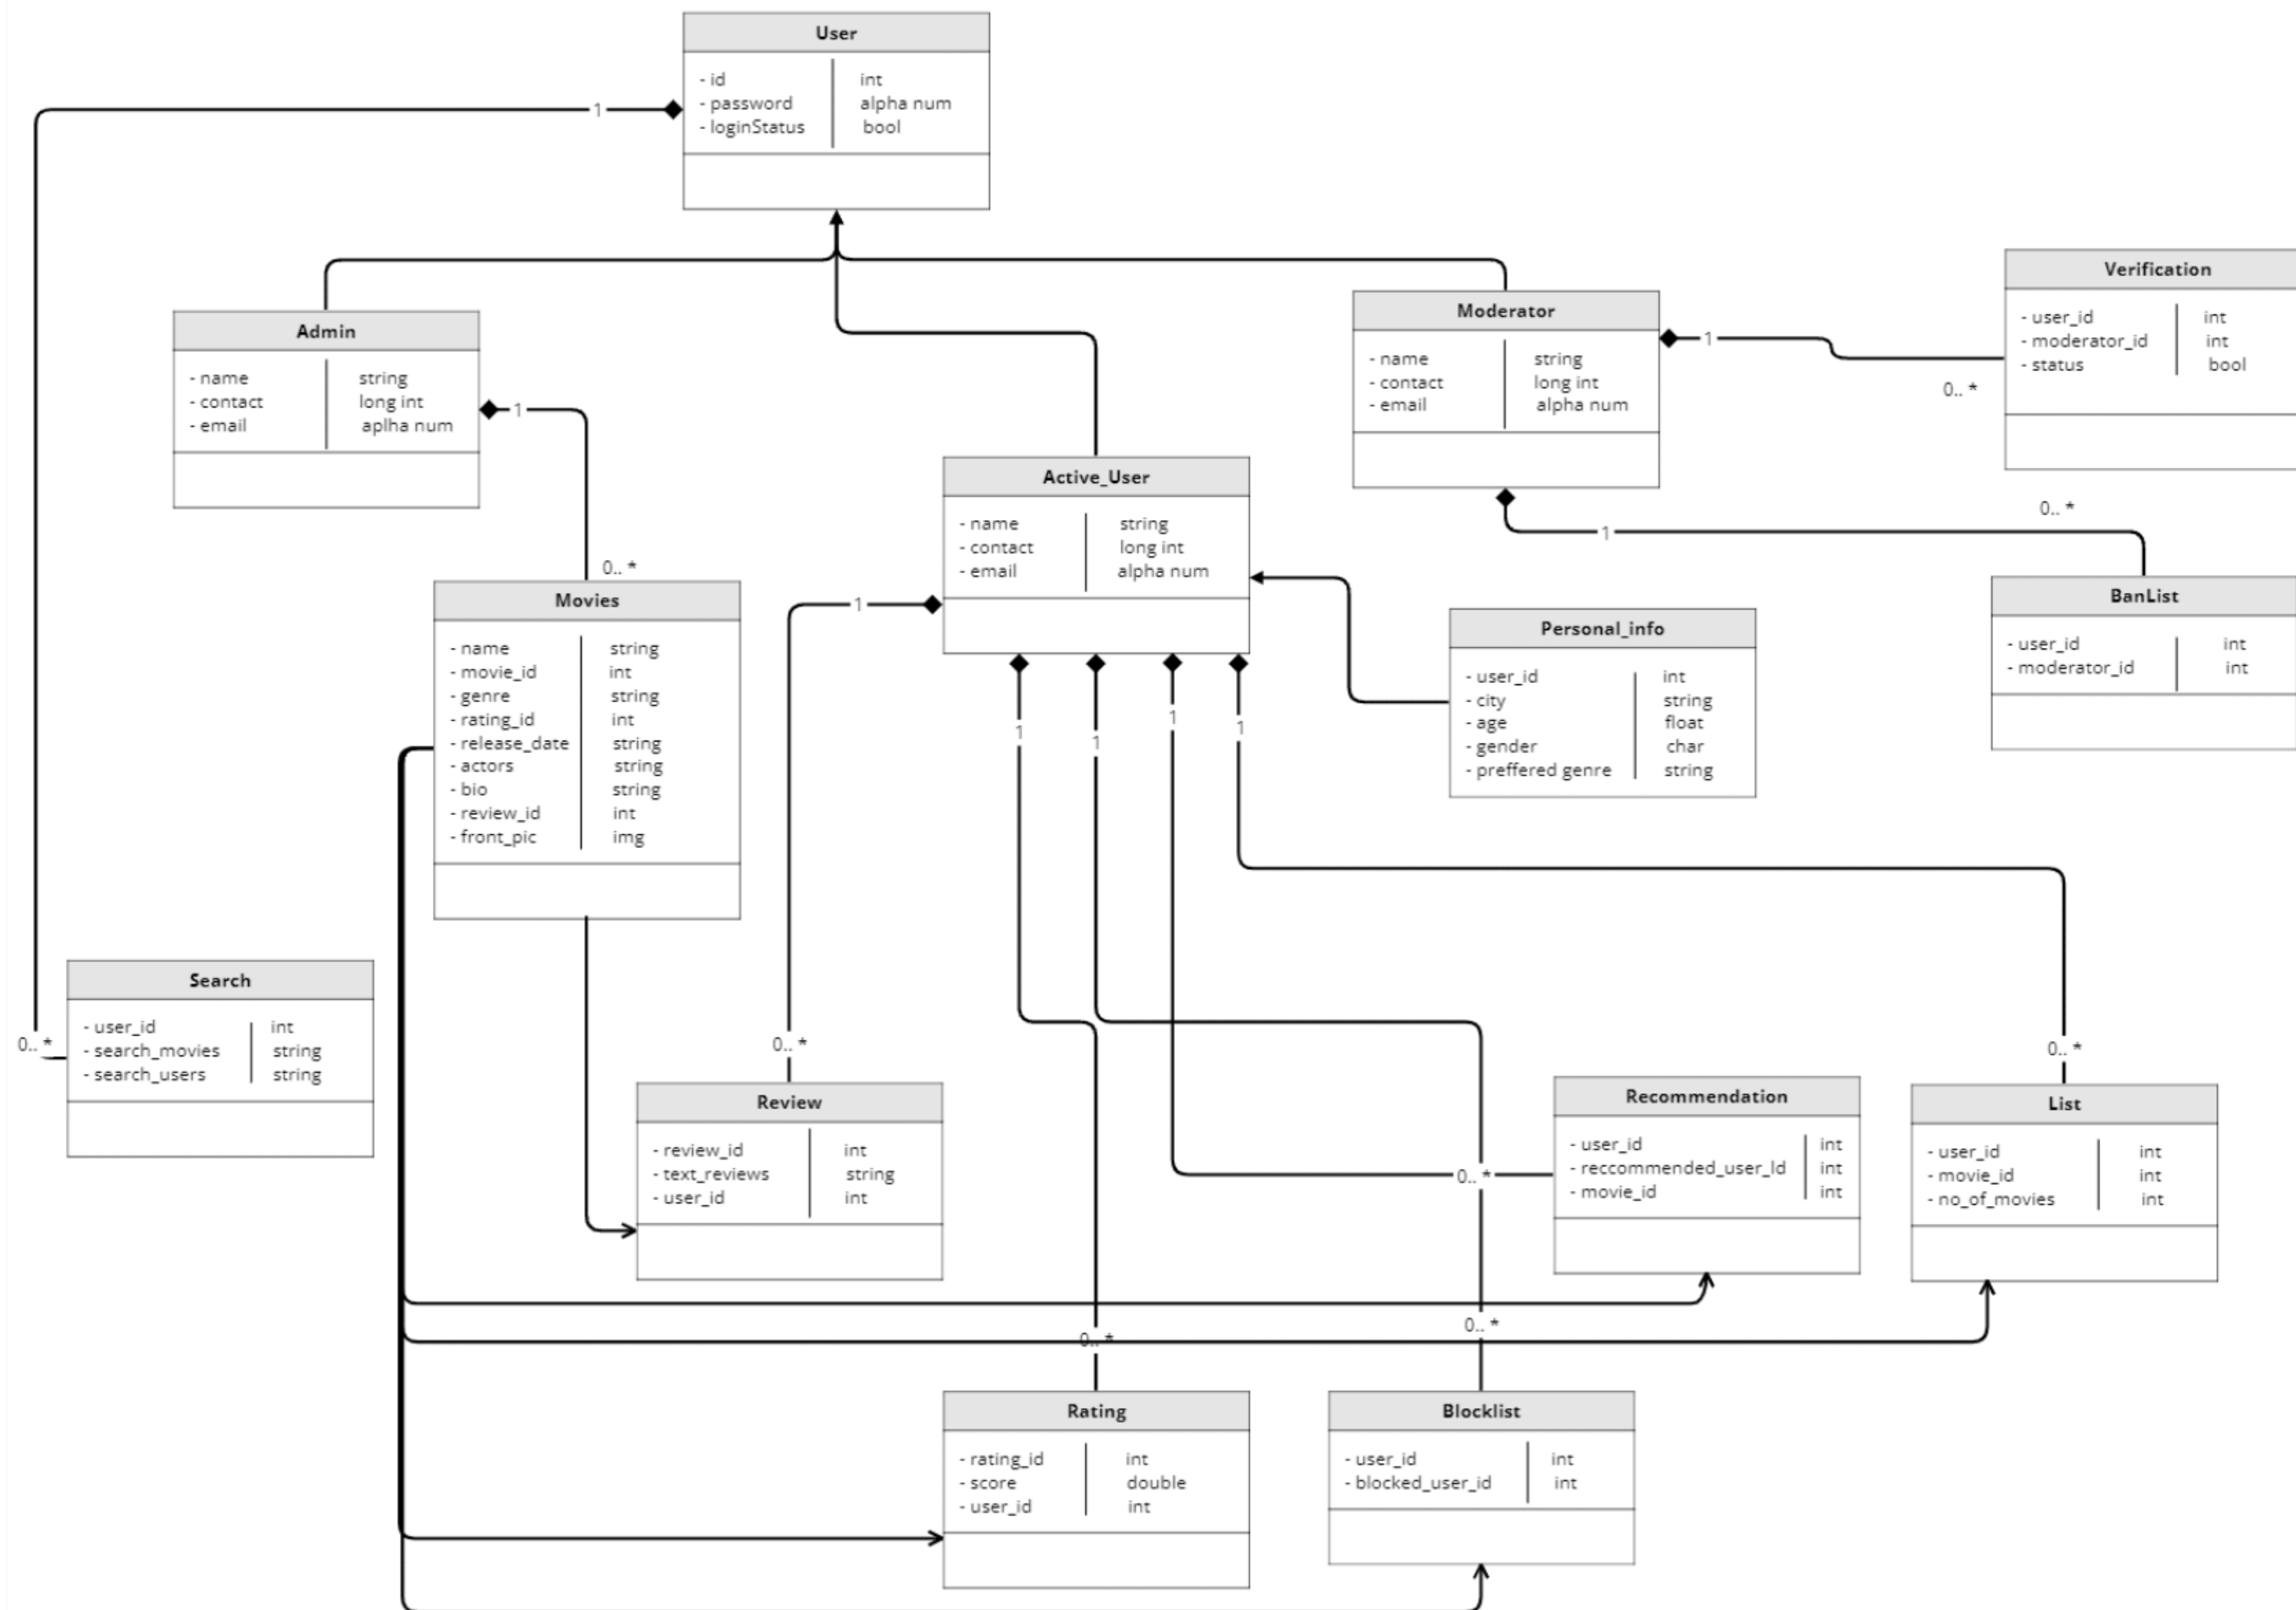 User
- id int
- password alpha num
- loginStatus bool
1
Admin
- name string
- contact long int
- email aplha num
1
0.. *
Moderator
- name string
- contact long int
- email alpha num
1
0.. *
1
0.. *
Verification
- user_id int
- moderator_id int
- status bool
BanList
- user_id int
- moderator_id int
Active_User
- name string
- contact long int
- email alpha num
1
1
1
1
1
Personal_info
- user_id int
- city string
- age float
- gender char
- preffered genre string
Movies
- name string
- movie_id int
- genre string
- rating_id int
- release_date string
- actors string
- bio string
- review_id int
- front_pic img
0.. *
Search
- user_id int
- search_movies string
- search_users string
0.. *
Review
- review_id int
- text_reviews string
- user_id int
0.. *
Recommendation
- user_id int
- reccommended_user_Id int
- movie_id int
0.. *
List
- user_id int
- movie_id int
- no_of_movies int
0.. *
Rating
- rating_id int
- score double
- user_id int
0.. *
Blocklist
- user_id int
- blocked_user_id int